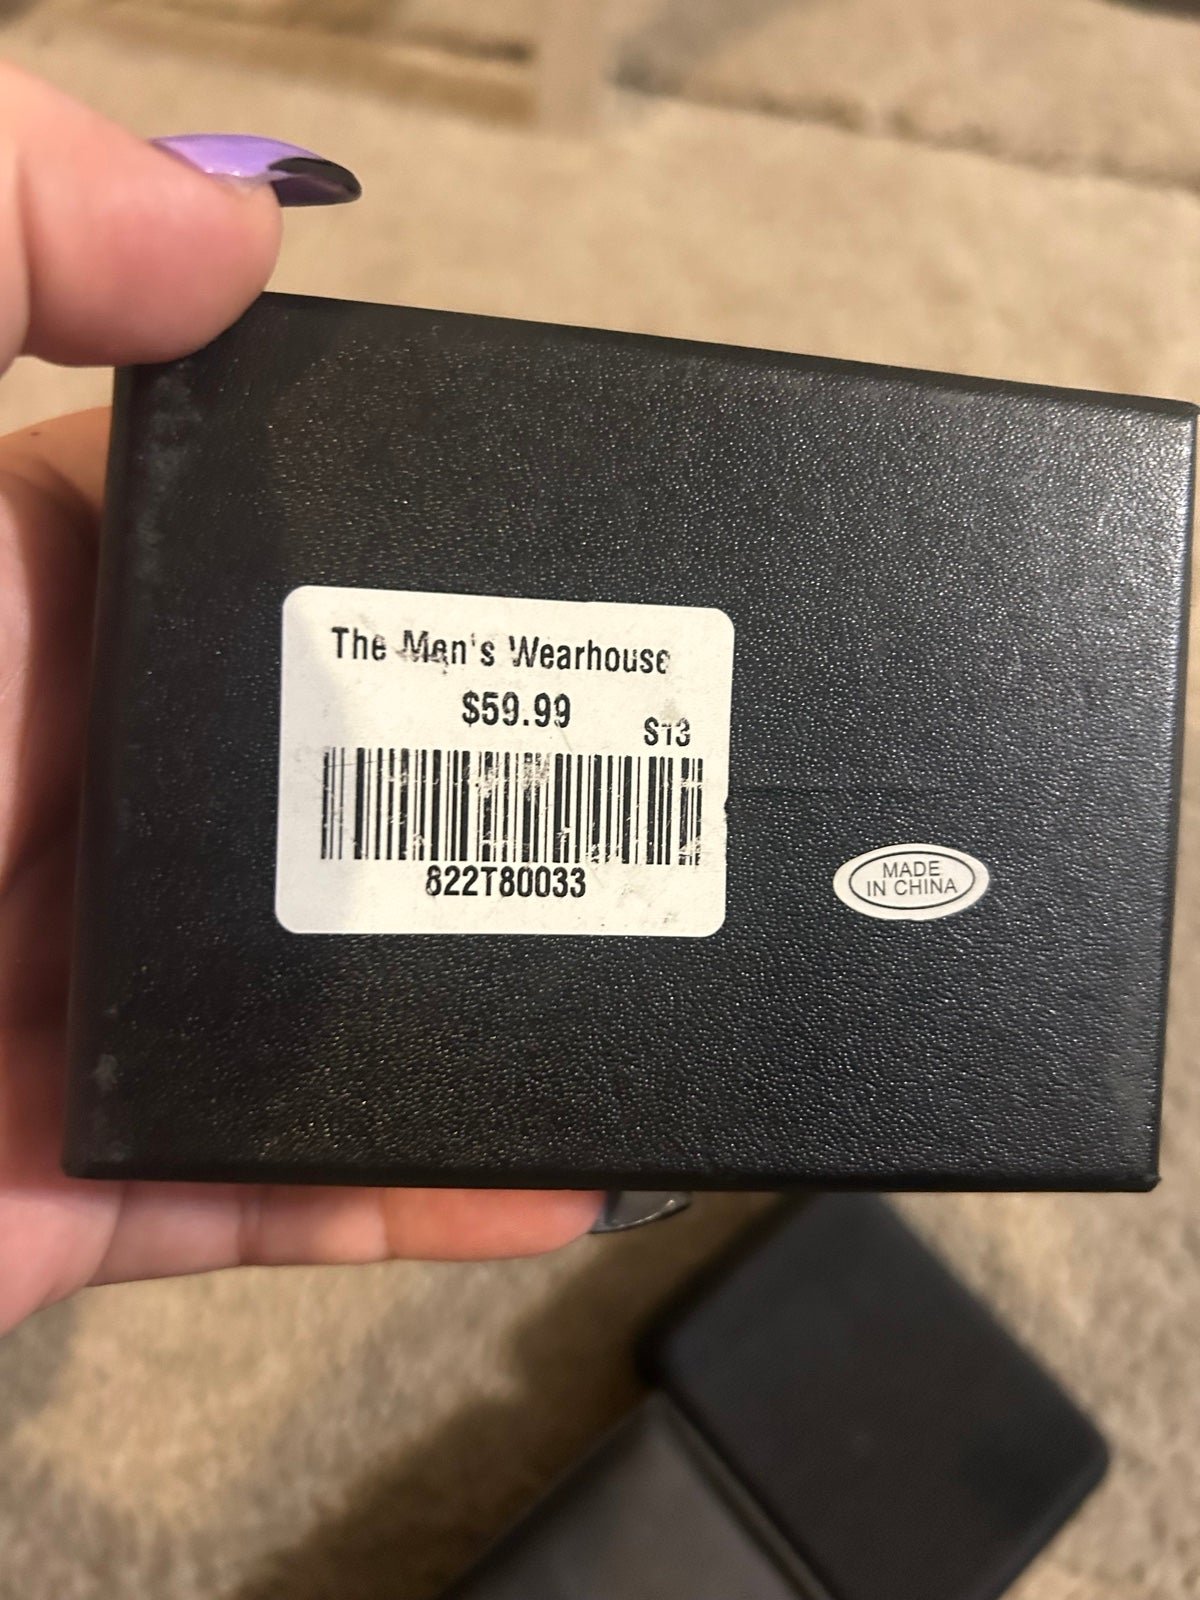 The Men's Wearhouse
$59.99
S13
822T80033
MADE
IN CHINA